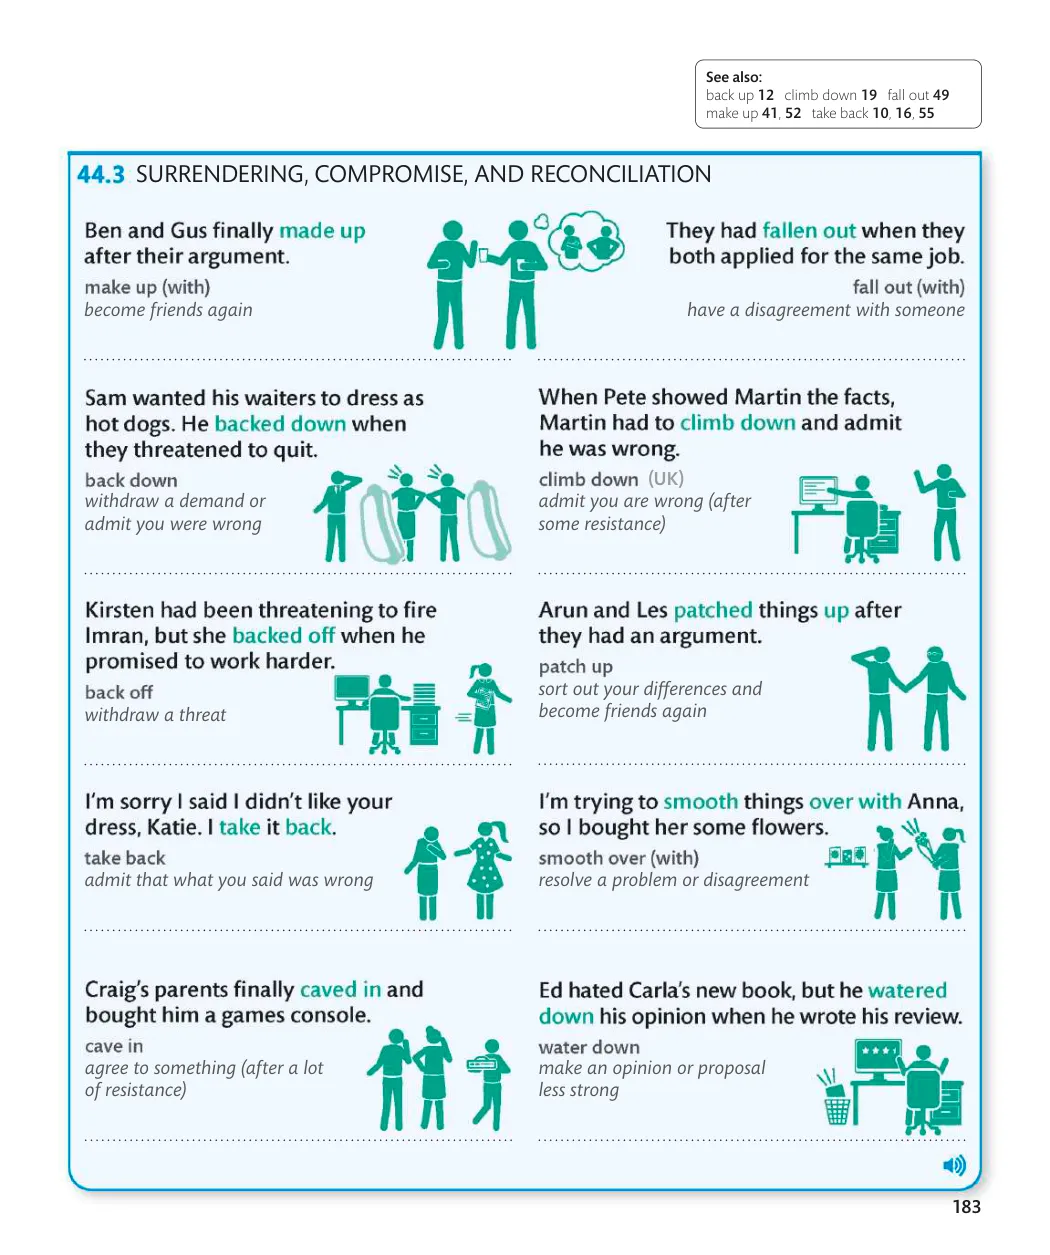 See also:
back up 12 climb down 19 fall out 49
make up 41, 52 take back 10, 16, 55
44.3 SURRENDERING, COMPROMISE, AND RECONCILIATION
Ben and Gus finally made up
after their argument.
make up (with)
become friends again
They had fallen out when they
both applied for the same job.
fall out (with)
have a disagreement with someone
Sam wanted his waiters to dress as
hot dogs. He backed down when
they threatened to quit.
back down
withdraw a demand or
admit you were wrong
When Pete showed Martin the facts,
Martin had to climb down and admit
he was wrong.
climb down (UK)
admit you are wrong (after
some resistance)
Kirsten had been threatening to fire
Imran, but she backed off when he
promised to work harder.
back off
withdraw a threat
Arun and Les patched things up after
they had an argument.
patch up
sort out your differences and
become friends again
I'm sorry I said I didn't like your
dress, Katie. I take it back.
take back
admit that what you said was wrong
I'm trying to smooth things over with Anna,
so I bought her some flowers.
smooth over (with)
resolve a problem or disagreement
Craig's parents finally caved in and
bought him a games console.
cave in
agree to something (after a lot
of resistance)
Ed hated Carla's new book, but he watered
down his opinion when he wrote his review.
water down
make an opinion or proposal
less strong
183